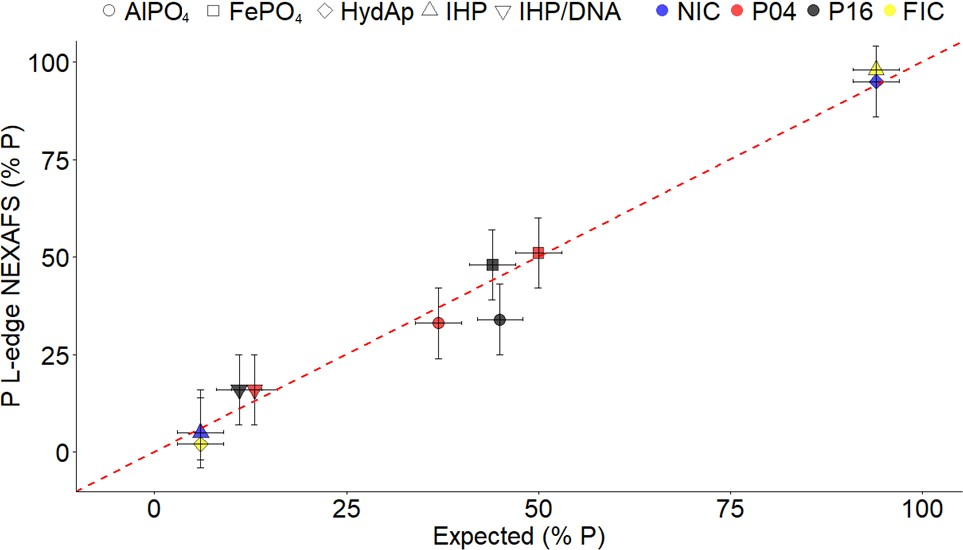 AlPO₄ FePO₄ HydAp IHP IHP/DNA NIC P04 P16 FIC
100
75
50
25
0
P L-edge NEXAFS (% P)
0 25 50 75 100
Expected (% P)